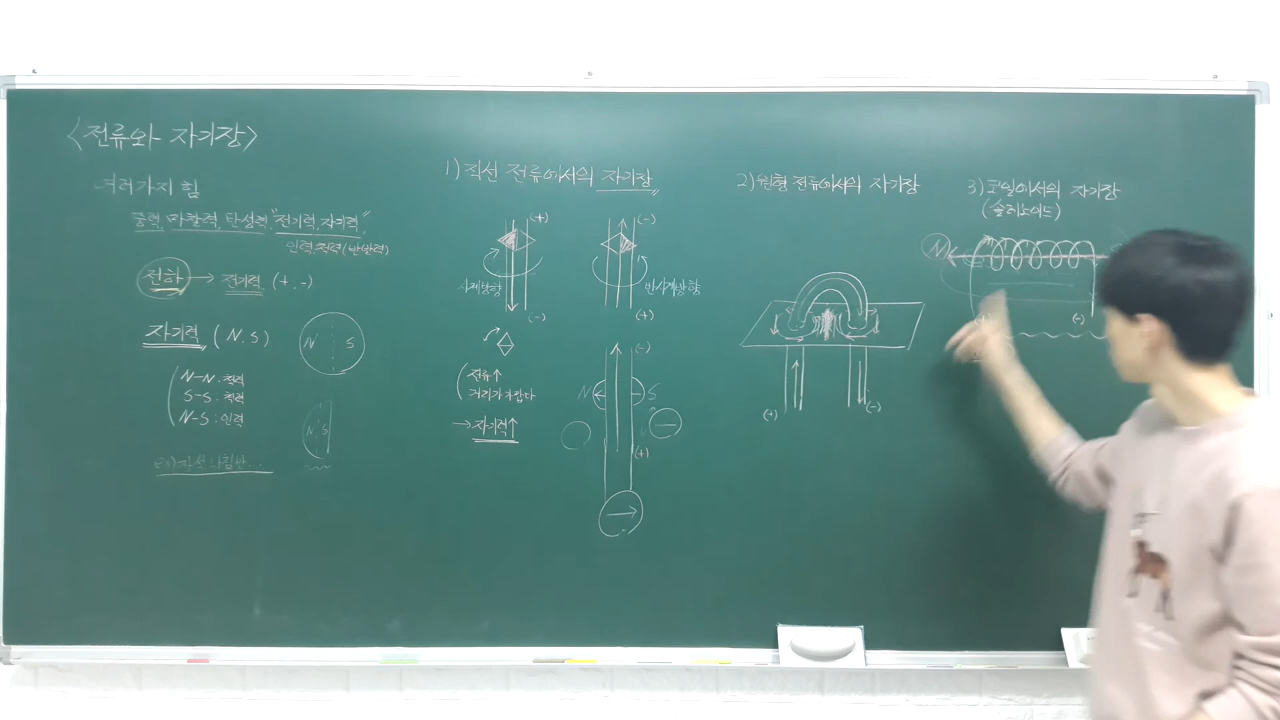 <전류와 자기장>
여러가지 힘
중력, 마찰력, 탄성력, "전기력, 자기력"
인력, 척력(반발력)
전하 → 전기력 (+, -)
자기력 (N, S)
N-N : 척력
S-S : 척력
N-S : 인력
N S
N S
1) 직선 전류에서의 자기장
(+)
(-)
시계방향
반시계방향
(-)
(+)
전류↑
거리가 가깝다
→ 자기력↑
(-)
N S
(+)
2) 원형 전류에서의 자기장
(+) (-)
3) 코일에서의 자기장
(솔레노이드)
N
(+) (-)